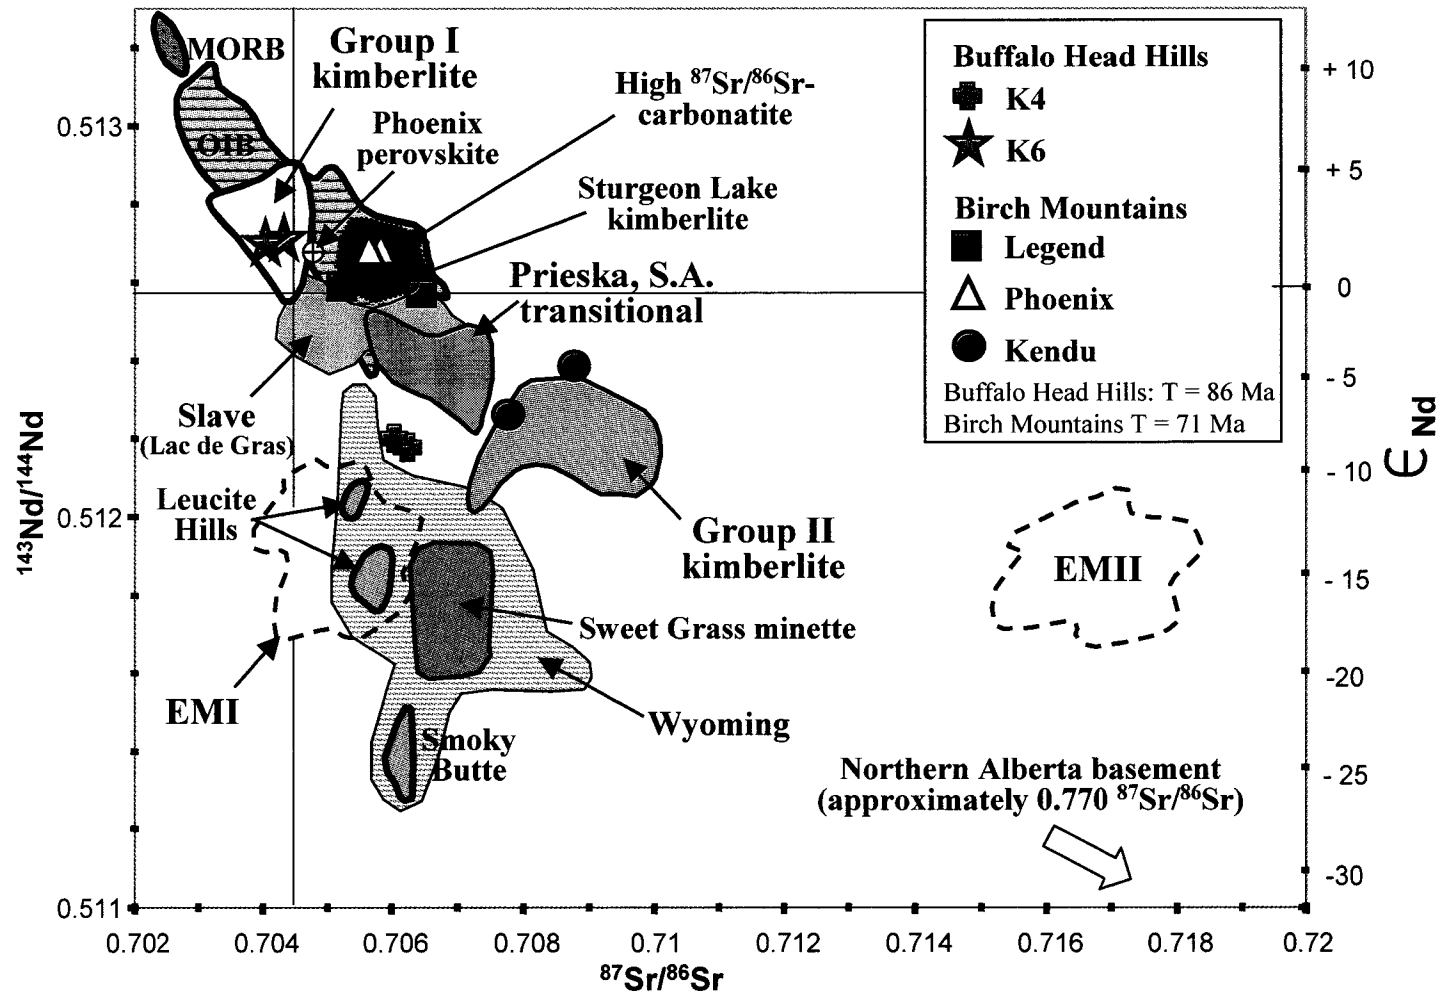 MORB
Group I
kimberlite
High ⁸⁷Sr/⁸⁶Sr-
carbonatite
Phoenix
perovskite
OIB
Sturgeon Lake
kimberlite
Prieska, S.A.
transitional
Slave
(Lac de Gras)
Leucite
Hills
Group II
kimberlite
EMII
Sweet Grass minette
EMI
Wyoming
Smoky
Butte
Northern Alberta basement
(approximately 0.770 ⁸⁷Sr/⁸⁶Sr)
Buffalo Head Hills
K4
K6
Birch Mountains
Legend
Phoenix
Kendu
Buffalo Head Hills: T = 86 Ma
Birch Mountains T = 71 Ma
0.513
0.512
0.511
¹⁴³Nd/¹⁴⁴Nd
+ 10
+ 5
0
- 5
- 10
- 15
-20
- 25
-30
ϵ Nd
0.702 0.704 0.706 0.708 0.71 0.712 0.714 0.716 0.718 0.72
⁸⁷Sr/⁸⁶Sr